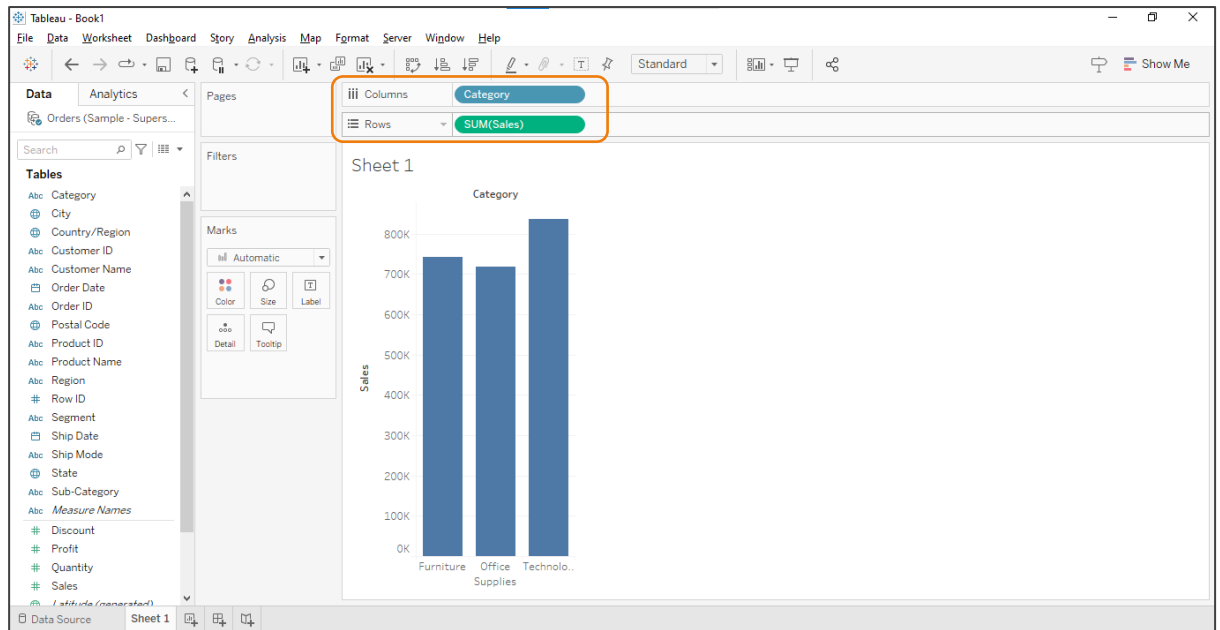 Tableau - Book1
File Data Worksheet Dashboard Story Analysis Map Format Server Window Help
Standard
Show Me
Data Analytics
Orders (Sample - Supers...
Search
Tables
Abc Category
City
Country/Region
Abc Customer ID
Abc Customer Name
Order Date
Abc Order ID
Postal Code
Abc Product ID
Abc Product Name
Abc Region
# Row ID
Abc Segment
Ship Date
Abc Ship Mode
State
Abc Sub-Category
Abc Measure Names
# Discount
# Profit
# Quantity
# Sales
Latitude (generated)
Pages
Filters
Marks
Automatic
Color Size Label
Detail Tooltip
Columns Category
Rows SUM(Sales)
Sheet 1
Category
800K
700K
600K
500K
400K
300K
200K
100K
0K
Sales
Furniture Office Technolo..
Supplies
Data Source Sheet 1